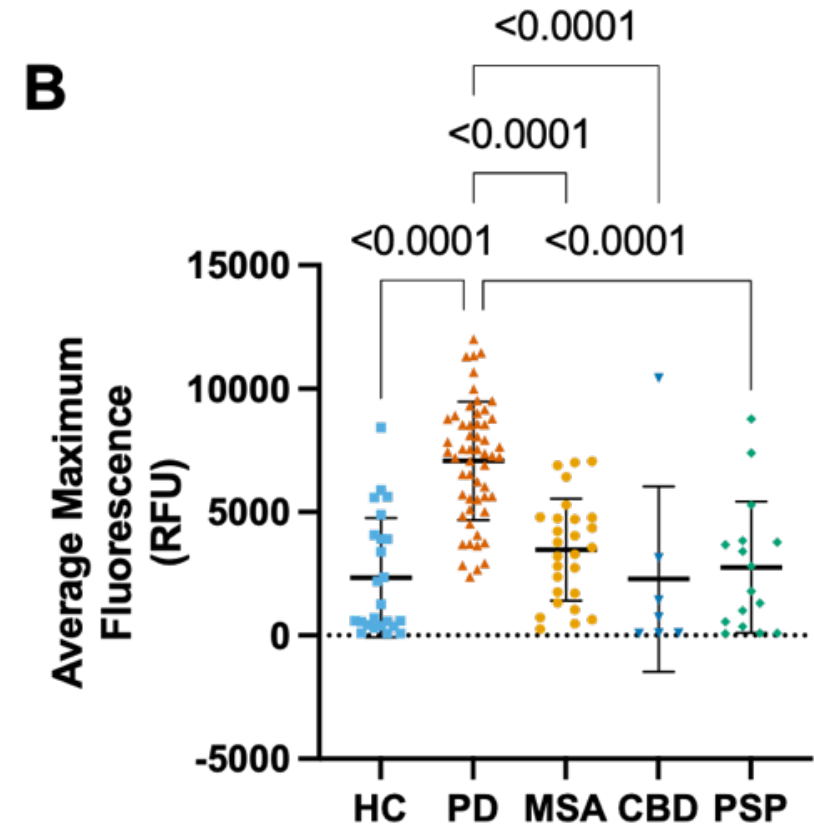 B
<0.0001
<0.0001
<0.0001 <0.0001
15000
10000
5000
0
-5000
Average Maximum
Fluorescence
(RFU)
HC PD MSA CBD PSP